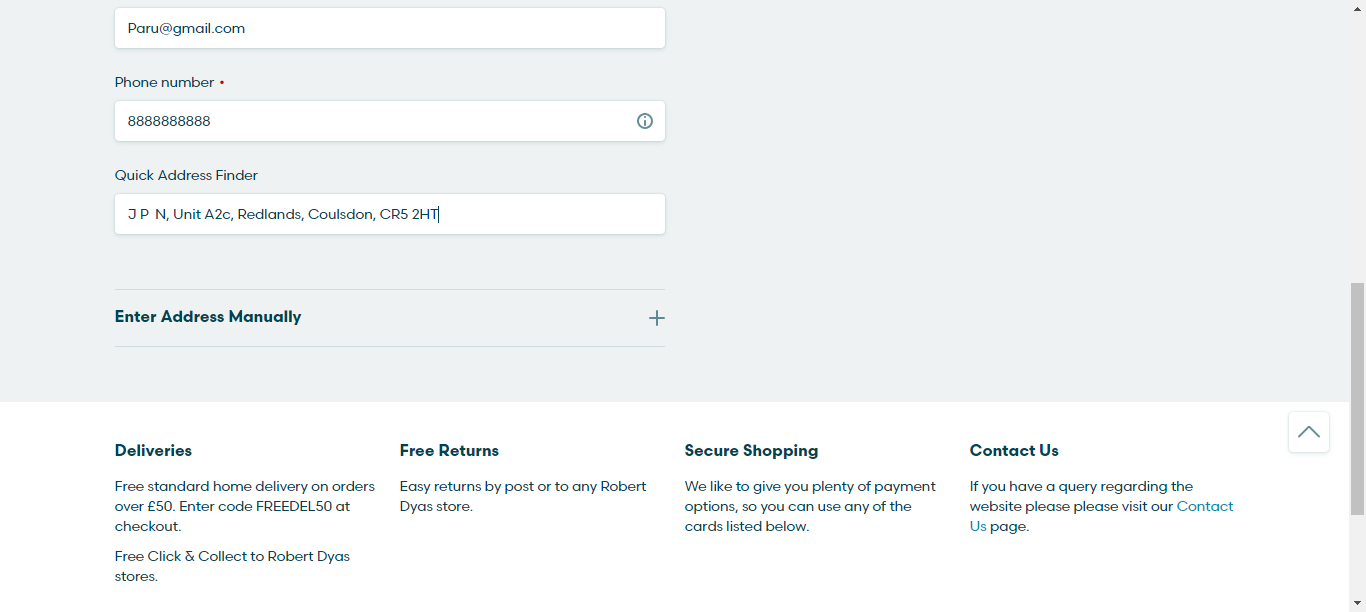 Paru@gmail.com
Phone number •
8888888888
Quick Address Finder
J P  N, Unit A2c, Redlands, Coulsdon, CR5 2HT
Enter Address Manually
Deliveries
Free standard home delivery on orders
over £50. Enter code FREEDEL50 at
checkout.
Free Click & Collect to Robert Dyas
stores.
Free Returns
Easy returns by post or to any Robert
Dyas store.
Secure Shopping
We like to give you plenty of payment
options, so you can use any of the
cards listed below.
Contact Us
If you have a query regarding the
website please please visit our Contact
Us page.